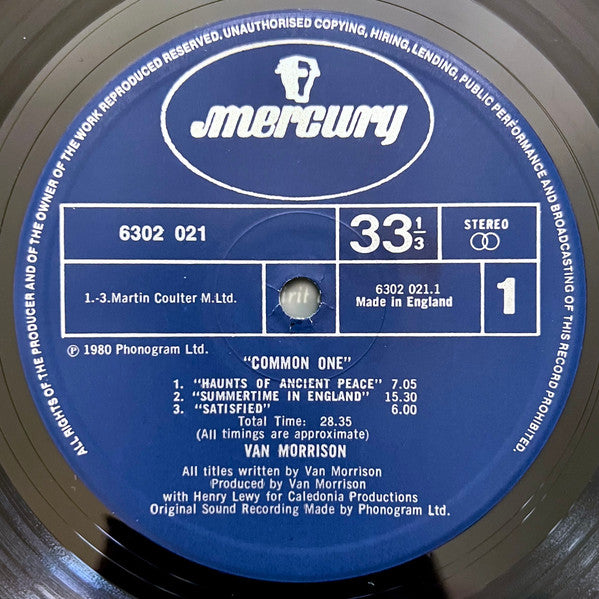 ALL RIGHTS OF THE PRODUCER AND OF THE OWNER OF THE WORK REPRODUCED RESERVED. UNAUTHORISED COPYING, HIRING, LENDING, PUBLIC PERFORMANCE AND BROADCASTING OF THIS RECORD PROHIBITED.
mercury
6302 021
33 1/3
STEREO
1.-3.Martin Coulter M.Ltd.
6302 021.1
Made in England
1
℗ 1980 Phonogram Ltd.
"COMMON ONE"
1. "HAUNTS OF ANCIENT PEACE" 7.05
2. "SUMMERTIME IN ENGLAND" 15.30
3. "SATISFIED" 6.00
Total Time: 28.35
(All timings are approximate)
VAN MORRISON
All titles written by Van Morrison
Produced by Van Morrison
with Henry Lewy for Caledonia Productions
Original Sound Recording Made by Phonogram Ltd.